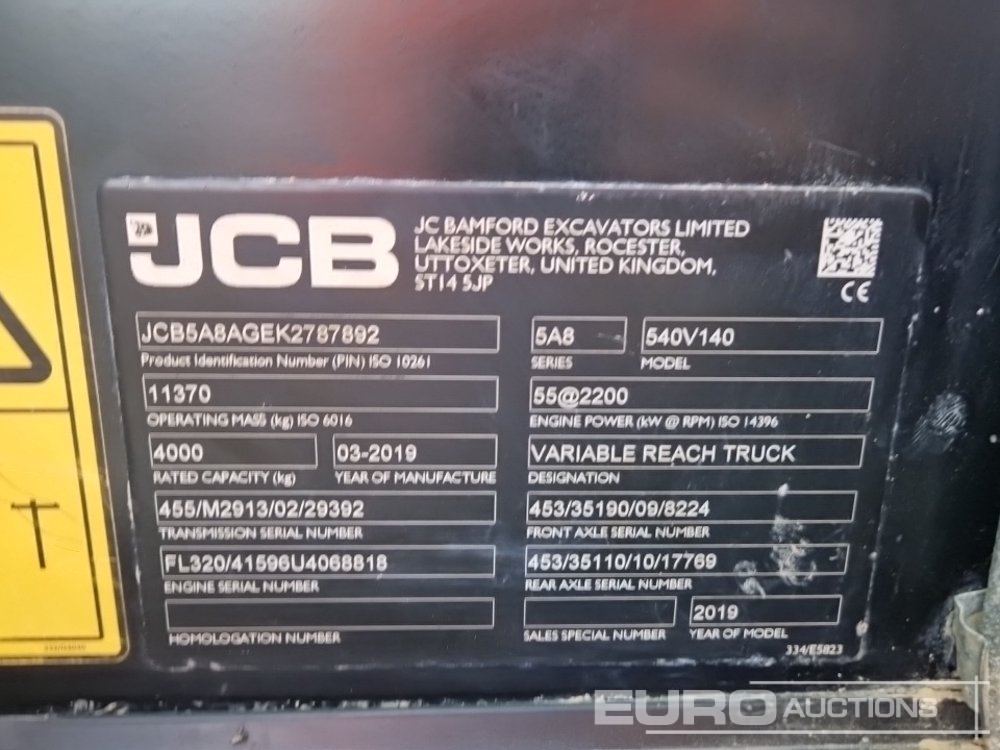 JCB
JC BAMFORD EXCAVATORS LIMITED
LAKESIDE WORKS, ROCESTER,
UTTOXETER, UNITED KINGDOM,
ST14 5JP
CE
JCB5A8AGEK2787892
Product Identification Number (PIN) ISO 10261
5A8
SERIES
540V140
MODEL
11370
OPERATING MASS (kg) ISO 6016
55@2200
ENGINE POWER (kW @ RPM) ISO 14396
4000
RATED CAPACITY (kg)
03-2019
YEAR OF MANUFACTURE
VARIABLE REACH TRUCK
DESIGNATION
455/M2913/02/29392
TRANSMISSION SERIAL NUMBER
453/35190/09/8224
FRONT AXLE SERIAL NUMBER
FL320/41596U4068818
ENGINE SERIAL NUMBER
453/35110/10/17769
REAR AXLE SERIAL NUMBER
HOMOLOGATION NUMBER
SALES SPECIAL NUMBER
2019
YEAR OF MODEL
334/E5823
EURO AUCTIONS